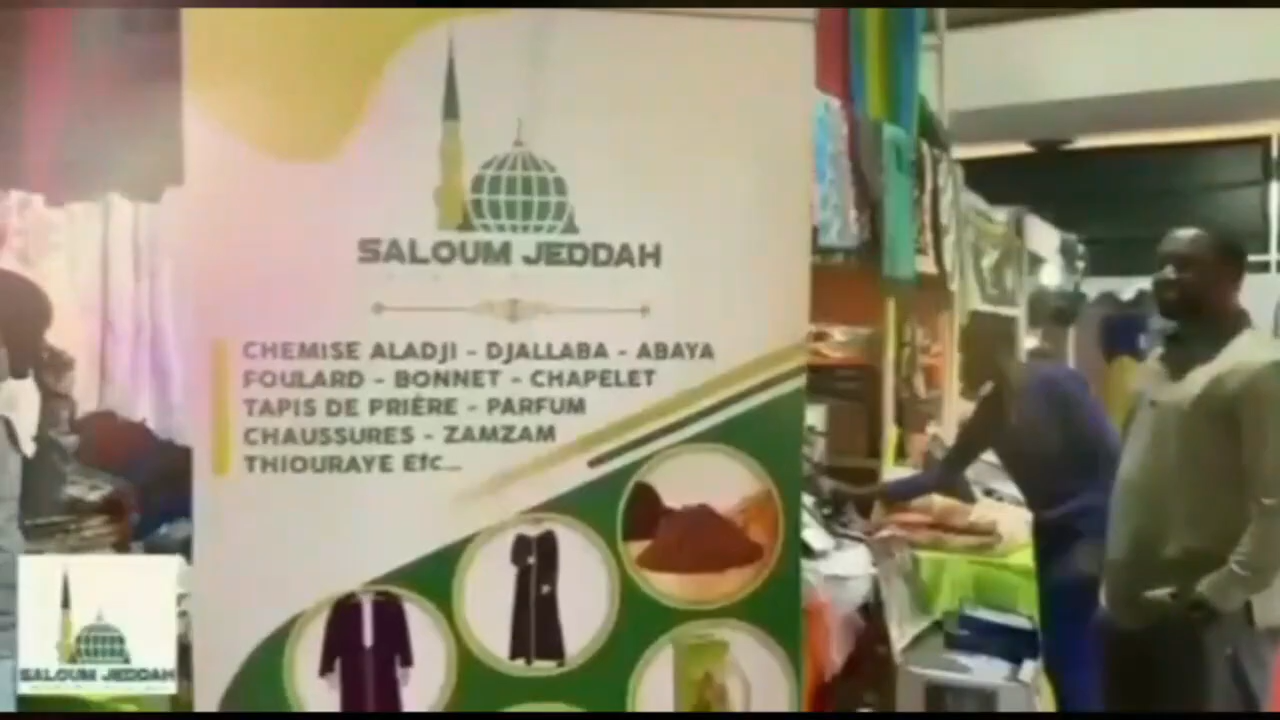 SALOUM JEDDAH
CHEMISE ALADJI - DJALLABA - ABAYA
FOULARD - BONNET - CHAPELET
TAPIS DE PRIÈRE - PARFUM
CHAUSSURES - ZAMZAM
THIOURAYE Etc...
SALOUM JEDDAH